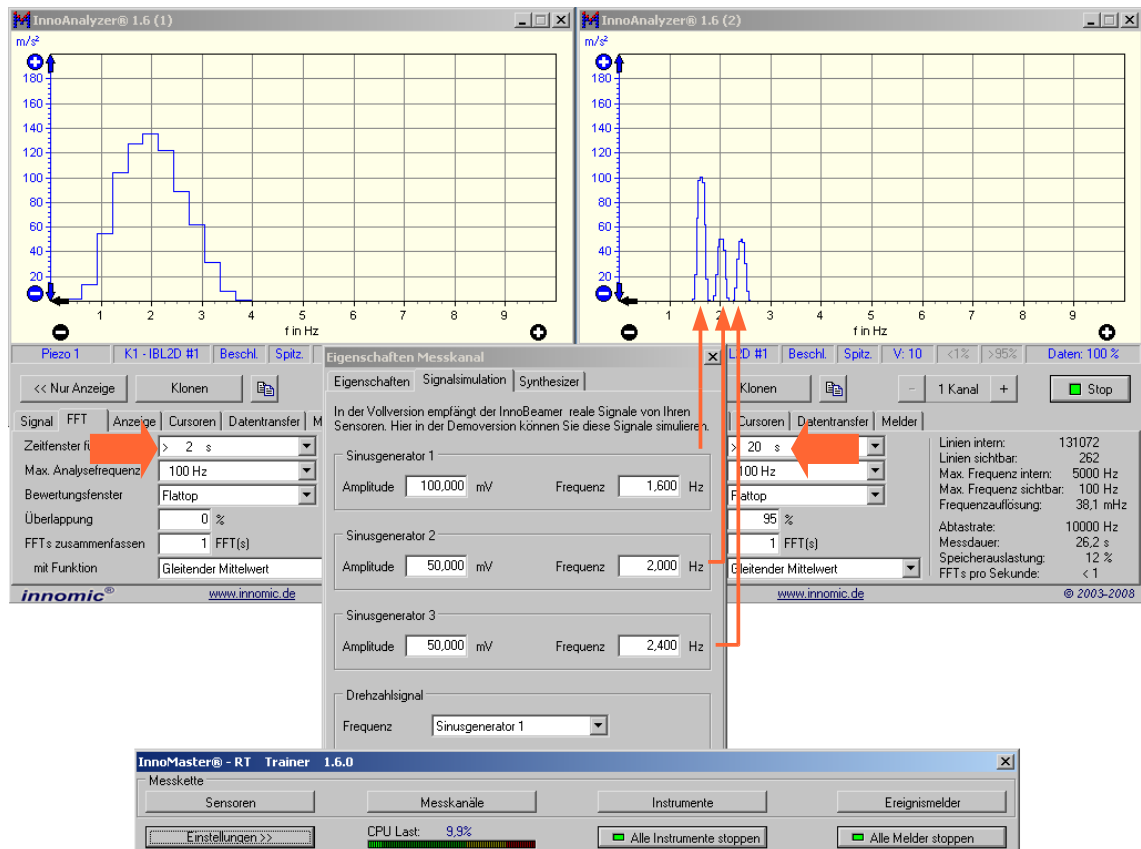 InnoAnalyzer® 1.6 (1)
m/s²
180
160
140
120
100
80
60
40
20
1 2 3 4 5 6 7 8 9
f in Hz
Piezo 1 K1 - IBL2D #1 Beschl. Spitz.
<< Nur Anzeige Klonen
Signal FFT Anzeige Cursoren Datentransfer M
Zeitfenster fü > 2 s
Max. Analysefrequenz 100 Hz
Bewertungsfenster Flattop
Überlappung 0 %
FFTs zusammenfassen 1 FFT(s)
mit Funktion Gleitender Mittelwert
innomic® www.innomic.de
InnoAnalyzer® 1.6 (2)
m/s²
180
160
140
120
100
80
60
40
20
1 2 3 4 5 6 7 8 9
f in Hz
L2D #1 Beschl. Spitz. V: 10 <1% >95% Daten: 100 %
Klonen - 1 Kanal + Stop
Cursoren Datentransfer Melder
> 20 s
100 Hz
Flattop
95 %
1 FFT(s)
Gleitender Mittelwert
Linien intern: 131072
Linien sichtbar: 262
Max. Frequenz intern: 5000 Hz
Max. Frequenz sichtbar: 100 Hz
Frequenzauflösung: 38,1 mHz
Abtastrate: 10000 Hz
Messdauer: 26,2 s
Speicherauslastung: 12 %
FFTs pro Sekunde: < 1
www.innomic.de © 2003-2008
Eigenschaften Messkanal
Eigenschaften Signalsimulation Synthesizer
In der Vollversion empfängt der InnoBeamer reale Signale von Ihren
Sensoren. Hier in der Demoversion können Sie diese Signale simulieren.
Sinusgenerator 1
Amplitude 100,000 mV Frequenz 1,600 Hz
Sinusgenerator 2
Amplitude 50,000 mV Frequenz 2,000 Hz
Sinusgenerator 3
Amplitude 50,000 mV Frequenz 2,400 Hz
Drehzahlsignal
Frequenz Sinusgenerator 1
InnoMaster® - RT Trainer 1.6.0
Messkette
Sensoren Messkanäle Instrumente Ereignismelder
Einstellungen >> CPU Last: 9,9% Alle Instrumente stoppen Alle Melder stoppen